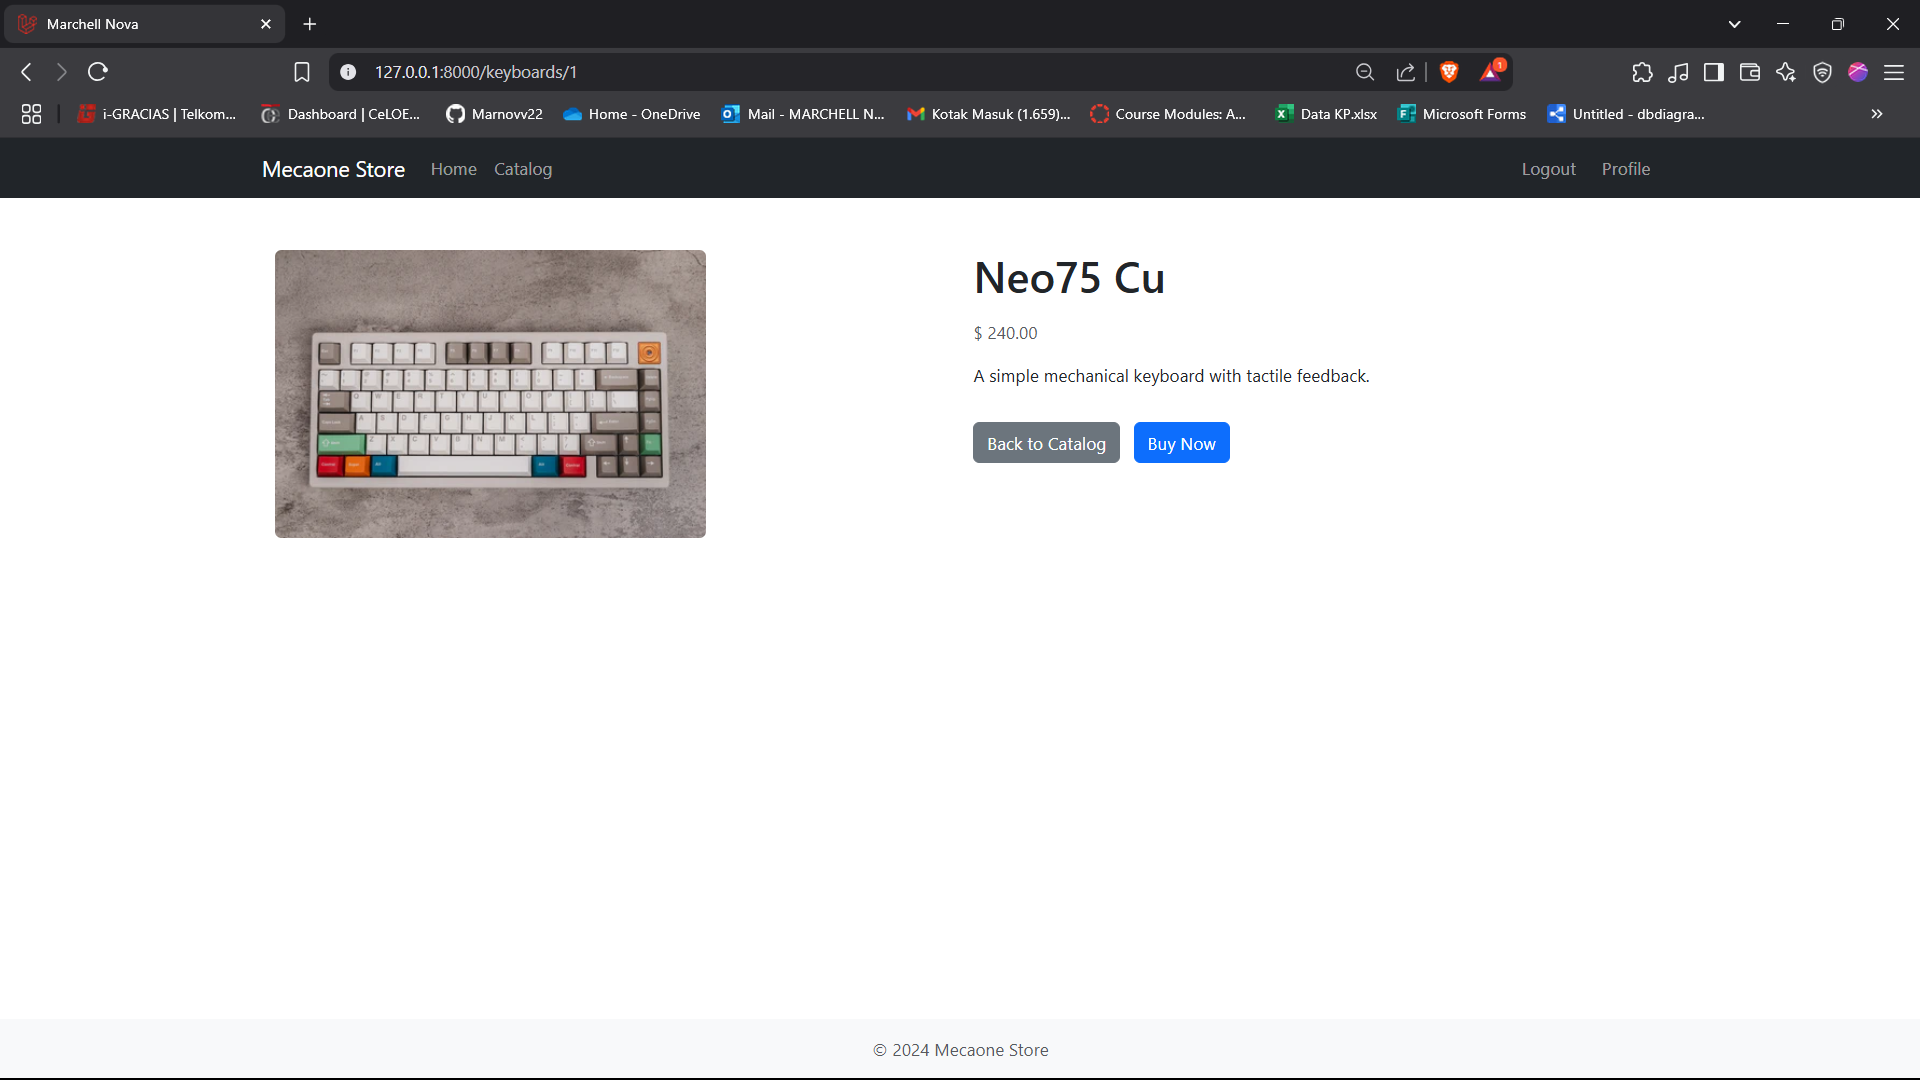 Marchell Nova
127.0.0.1:8000/keyboards/1
1
i-GRACIAS | Telkom... Dashboard | CeLOE... Marnovv22 Home - OneDrive Mail - MARCHELL N... Kotak Masuk (1.659)... Course Modules: A... Data KP.xlsx Microsoft Forms Untitled - dbdiagra...
Mecaone Store Home Catalog Logout Profile
Neo75 Cu
$ 240.00
A simple mechanical keyboard with tactile feedback.
Back to Catalog Buy Now
© 2024 Mecaone Store